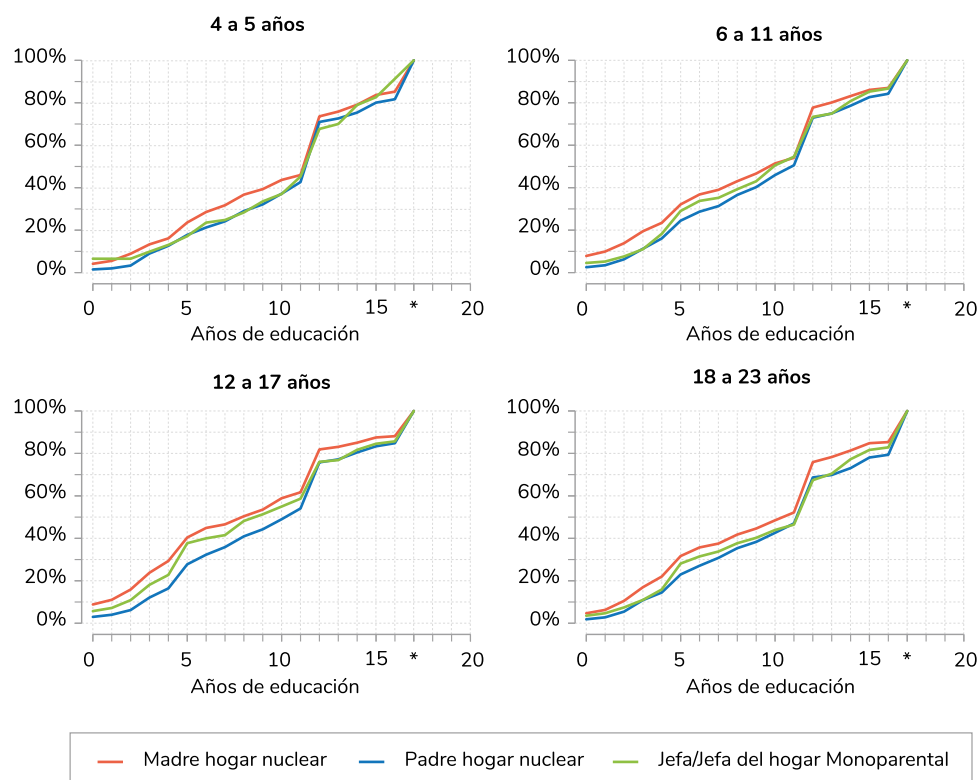 4 a 5 años
100%
80%
60%
40%
20%
0%
0 5 10 15 * 20
Años de educación
6 a 11 años
100%
80%
60%
40%
20%
0%
0 5 10 15 * 20
Años de educación
12 a 17 años
100%
80%
60%
40%
20%
0%
0 5 10 15 * 20
Años de educación
18 a 23 años
100%
80%
60%
40%
20%
0%
0 5 10 15 * 20
Años de educación
Madre hogar nuclear Padre hogar nuclear Jefa/Jefa del hogar Monoparental